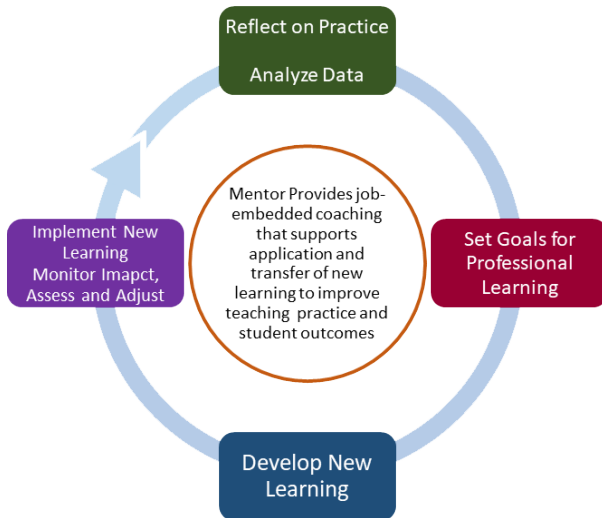 Reflect on Practice
Analyze Data
Mentor Provides job-
embedded coaching
that supports
application and
transfer of new
learning to improve
teaching practice and
student outcomes
Implement New
Learning
Monitor Imapct,
Assess and Adjust
Set Goals for
Professional
Learning
Develop New
Learning